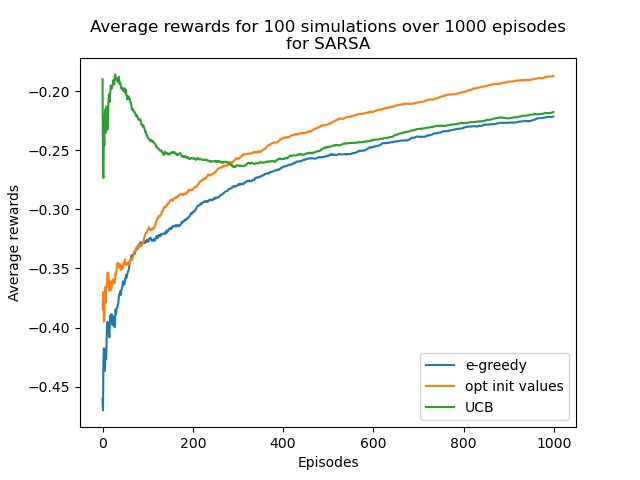 Average rewards for 100 simulations over 1000 episodes
for SARSA
Average rewards
−0.20
−0.25
−0.30
−0.35
−0.40
−0.45
e-greedy
opt init values
UCB
0
200
400
600
800
1000
Episodes